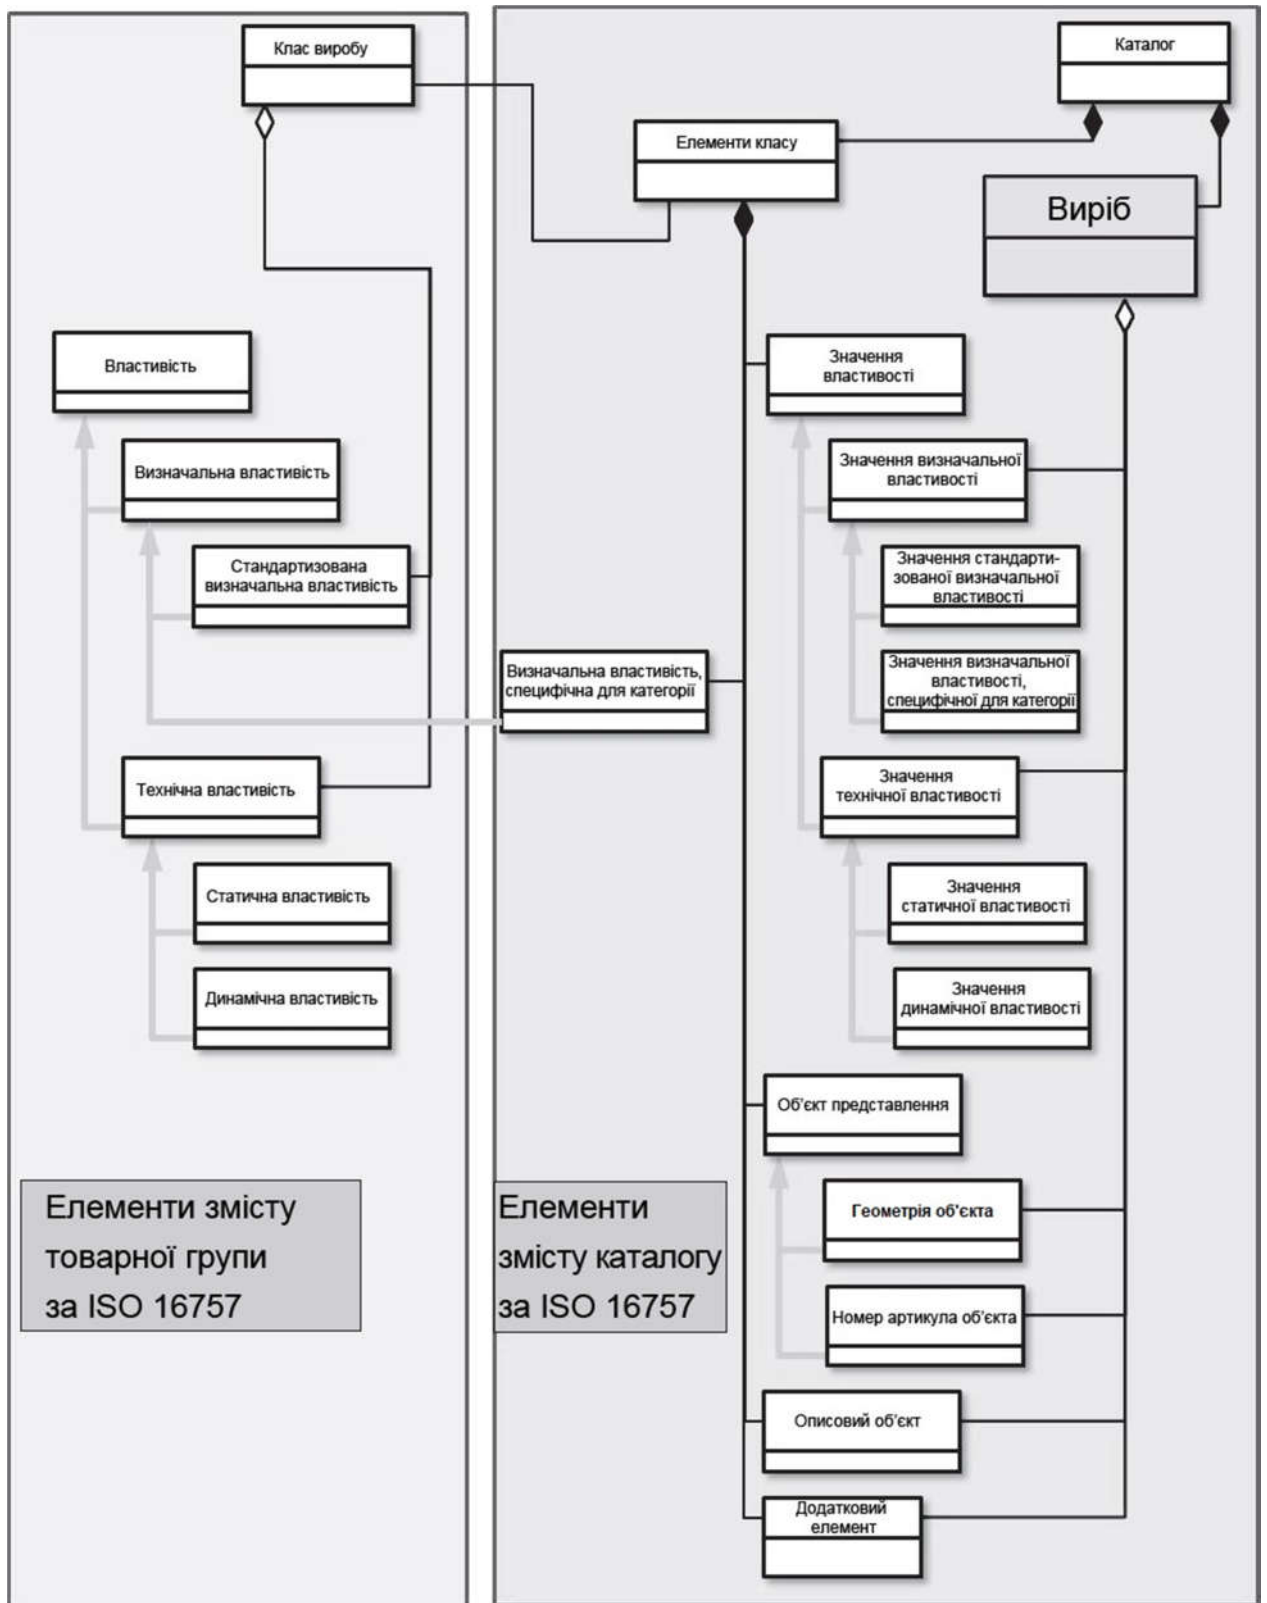 Клас виробу
Каталог
Елементи класу
Виріб
Властивість
Значення
властивості
Визначальна властивість
Значення визначальної
властивості
Стандартизована
визначальна властивість
Значення стандарти-
зованої визначальної
властивості
Визначальна властивість,
специфічна для категорії
Значення визначальної
властивості,
специфічної для категорії
Технічна властивість
Значення
технічної властивості
Статична властивість
Значення
статичної властивості
Динамічна властивість
Значення
динамічної властивості
Об'єкт представлення
Елементи змісту
товарної групи
за ISO 16757
Елементи
змісту каталогу
за ISO 16757
Геометрія об'єкта
Номер артикула об'єкта
Описовий об'єкт
Додатковий
елемент